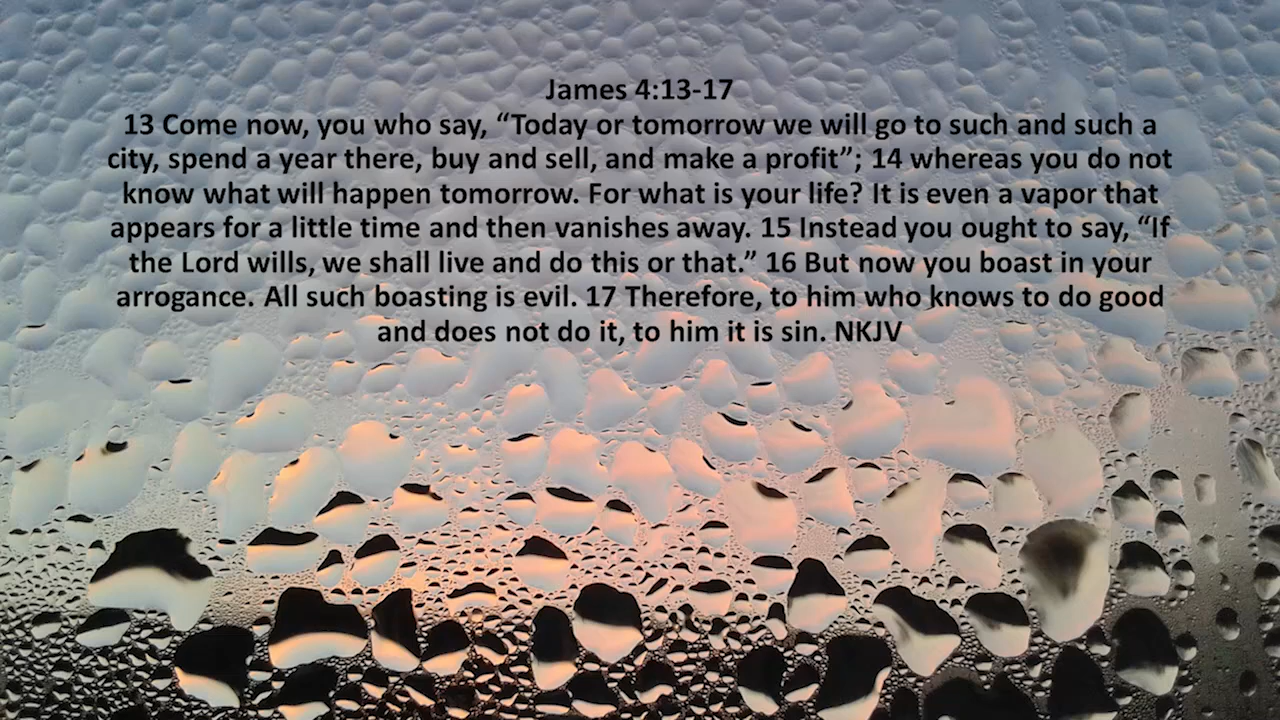 James 4:13-17
13 Come now, you who say, “Today or tomorrow we will go to such and such a
city, spend a year there, buy and sell, and make a profit”; 14 whereas you do not
know what will happen tomorrow. For what is your life? It is even a vapor that
appears for a little time and then vanishes away. 15 Instead you ought to say, “If
the Lord wills, we shall live and do this or that.” 16 But now you boast in your
arrogance. All such boasting is evil. 17 Therefore, to him who knows to do good
and does not do it, to him it is sin. NKJV